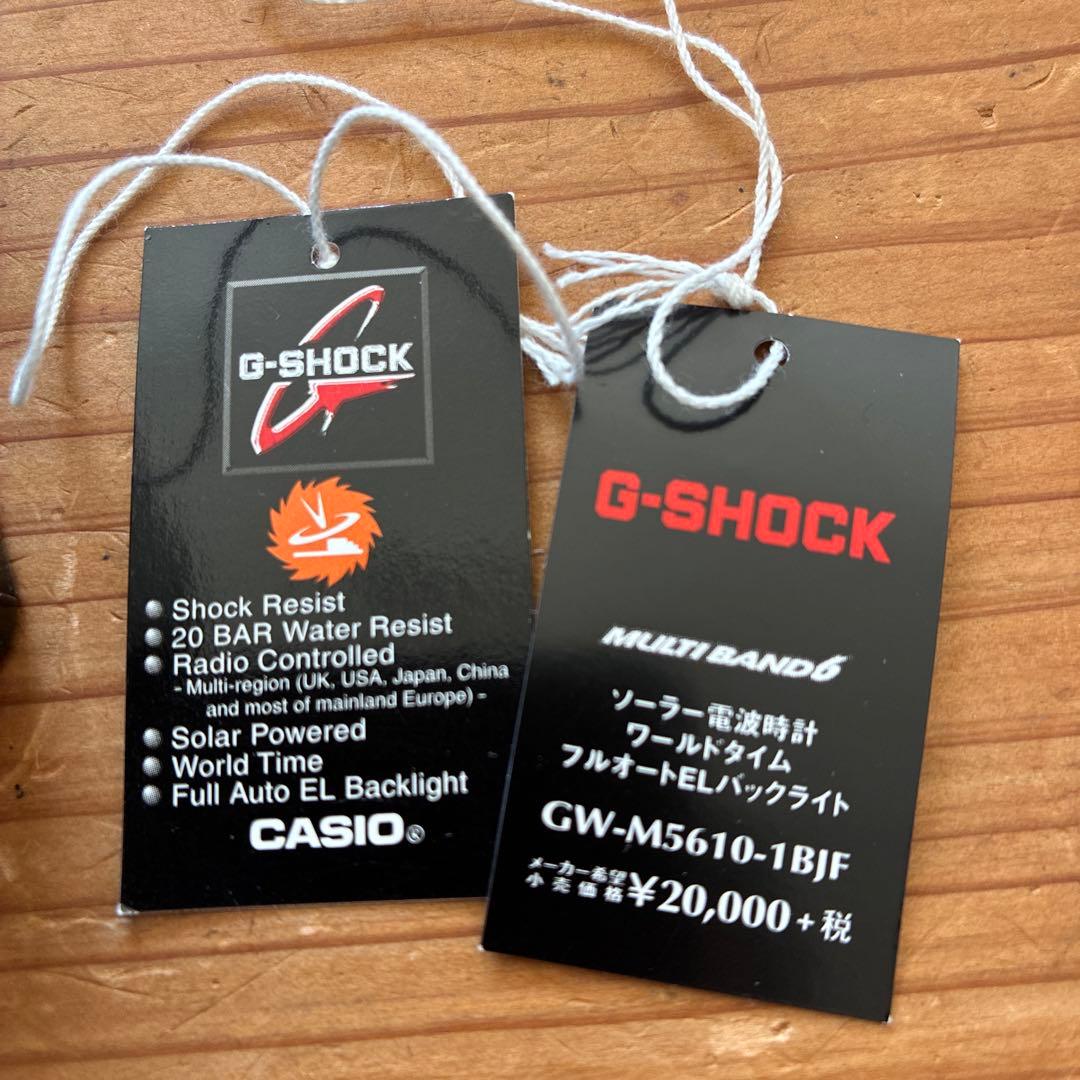 G-SHOCK
Shock Resist
20 BAR Water Resist
Radio Controlled
- Multi-region (UK, USA, Japan, China
and most of mainland Europe) -
Solar Powered
World Time
Full Auto EL Backlight
CASIO®
G-SHOCK
MULTI BAND 6
ソーラー電波時計
ワールドタイム
フルオートELバックライト
GW-M5610-1BJF
メーカー希望
小売価格 ¥20,000+税